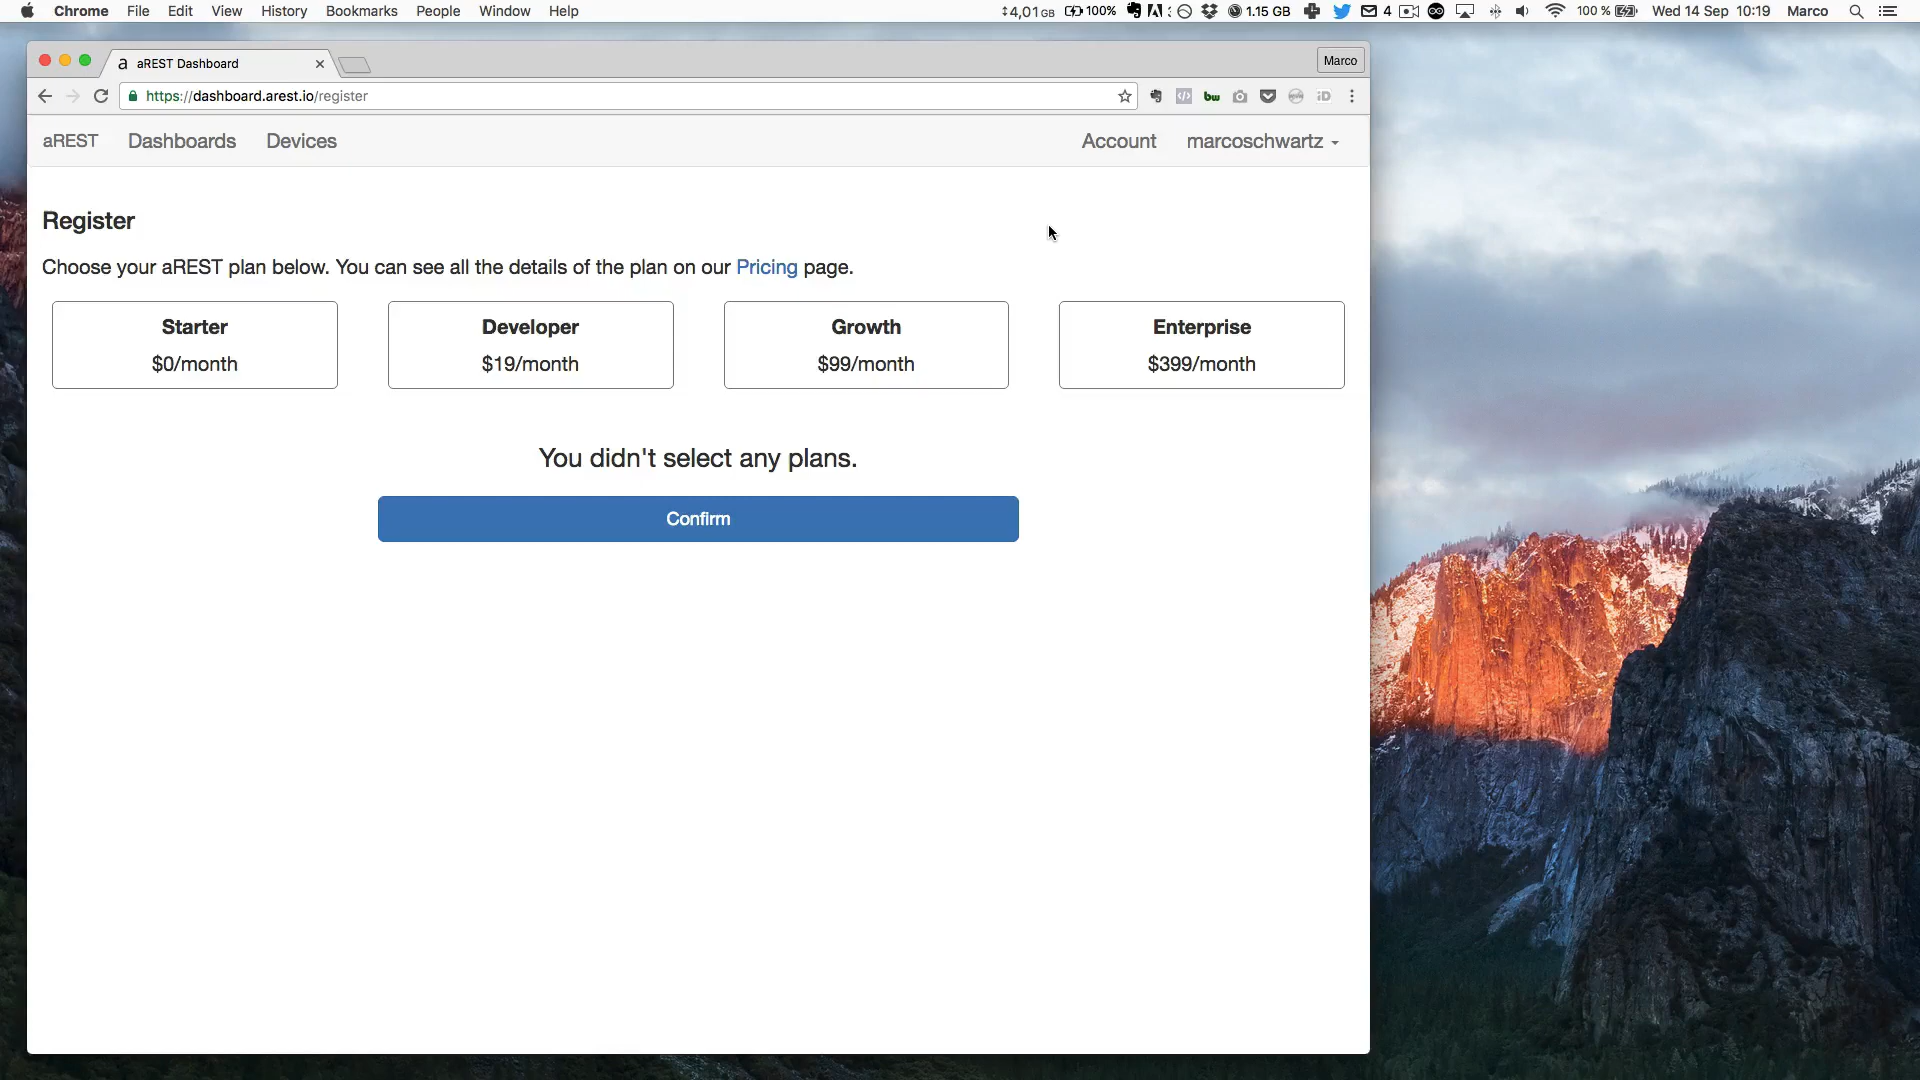 Chrome File Edit View History Bookmarks People Window Help 4,01GB 100% 1.15 GB 4 100 % Wed 14 Sep 10:19 Marco
a aREST Dashboard Marco
https://dashboard.arest.io/register bw iD
aREST Dashboards Devices Account marcoschwartz
Register
Choose your aREST plan below. You can see all the details of the plan on our Pricing page.
Starter Developer Growth Enterprise
$0/month $19/month $99/month $399/month
You didn't select any plans.
Confirm